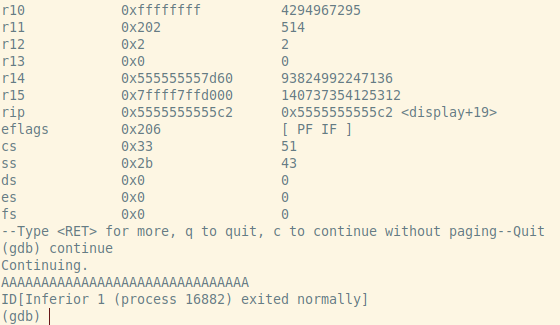 r10 0xffffffff 4294967295
r11 0x202 514
r12 0x2 2
r13 0x0 0
r14 0x555555557d60 93824992247136
r15 0x7ffff7ffd000 140737354125312
rip 0x5555555555c2 0x5555555555c2 <display+19>
eflags 0x206 [ PF IF ]
cs 0x33 51
ss 0x2b 43
ds 0x0 0
es 0x0 0
fs 0x0 0
--Type <RET> for more, q to quit, c to continue without paging--Quit
(gdb) continue
Continuing.
AAAAAAAAAAAAAAAAAAAAAAAAAAAAAAA
ID[Inferior 1 (process 16882) exited normally]
(gdb)